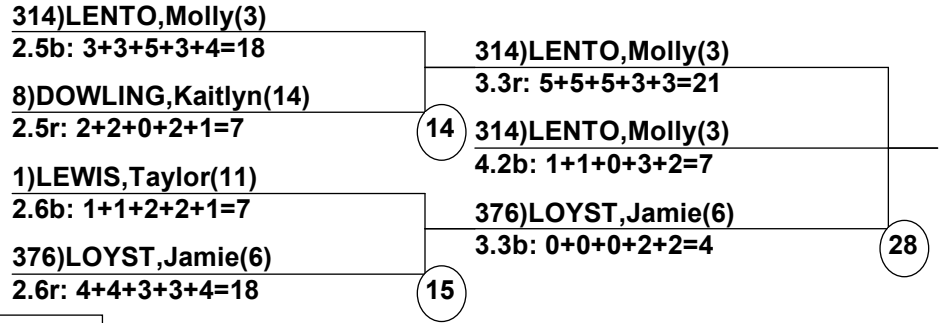 314)LENTO,Molly(3)
2.5b: 3+3+5+3+4=18
8)DOWLING,Kaitlyn(14)
2.5r: 2+2+0+2+1=7
14
1)LEWIS,Taylor(11)
2.6b: 1+1+2+2+1=7
376)LOYST,Jamie(6)
2.6r: 4+4+3+3+4=18
15
314)LENTO,Molly(3)
3.3r: 5+5+5+3+3=21
314)LENTO,Molly(3)
4.2b: 1+1+0+3+2=7
376)LOYST,Jamie(6)
3.3b: 0+0+0+2+2=4
28